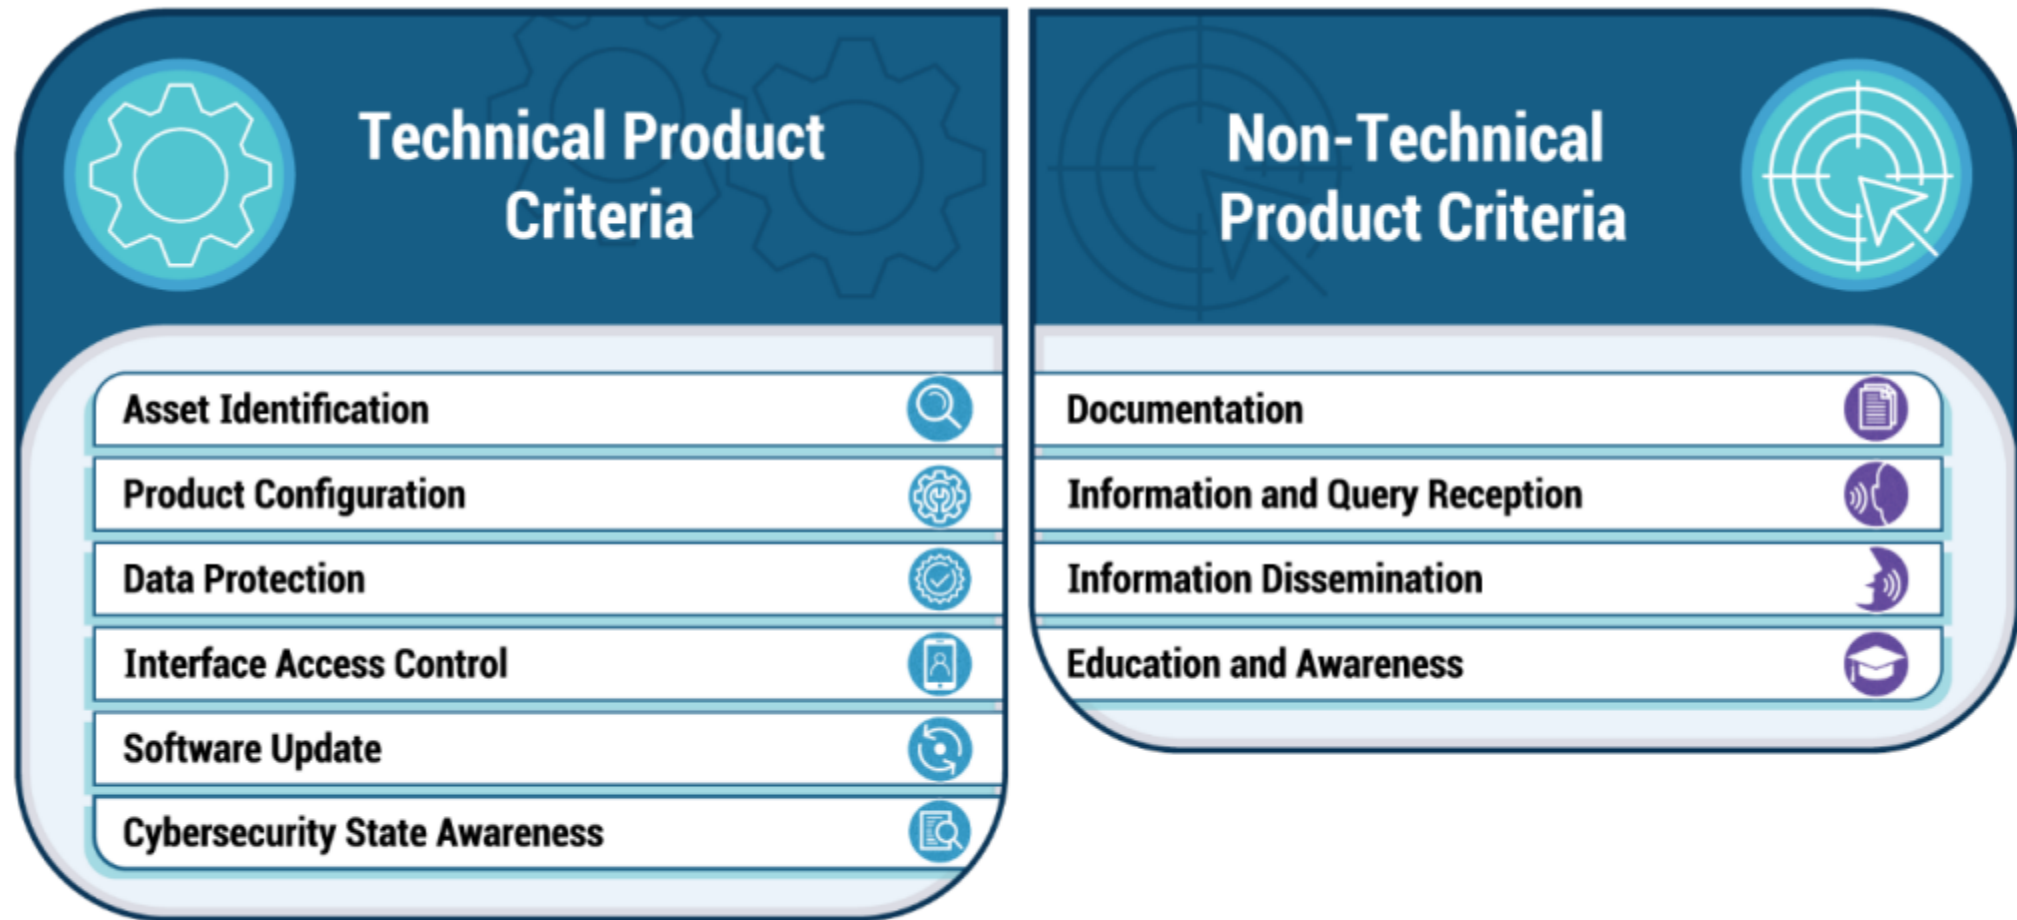 Technical Product
Criteria
Asset Identification
Product Configuration
Data Protection
Interface Access Control
Software Update
Cybersecurity State Awareness
Non-Technical
Product Criteria
Documentation
Information and Query Reception
Information Dissemination
Education and Awareness